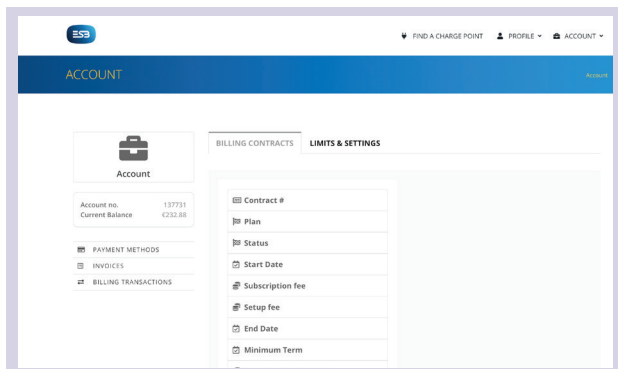 ESB
FIND A CHARGE POINT PROFILE ACCOUNT
ACCOUNT
Account
Account
Account no. 137731
Current Balance €232.88
PAYMENT METHODS
INVOICES
BILLING TRANSACTIONS
BILLING CONTRACTS LIMITS & SETTINGS
Contract #
Plan
Status
Start Date
Subscription fee
Setup fee
End Date
Minimum Term